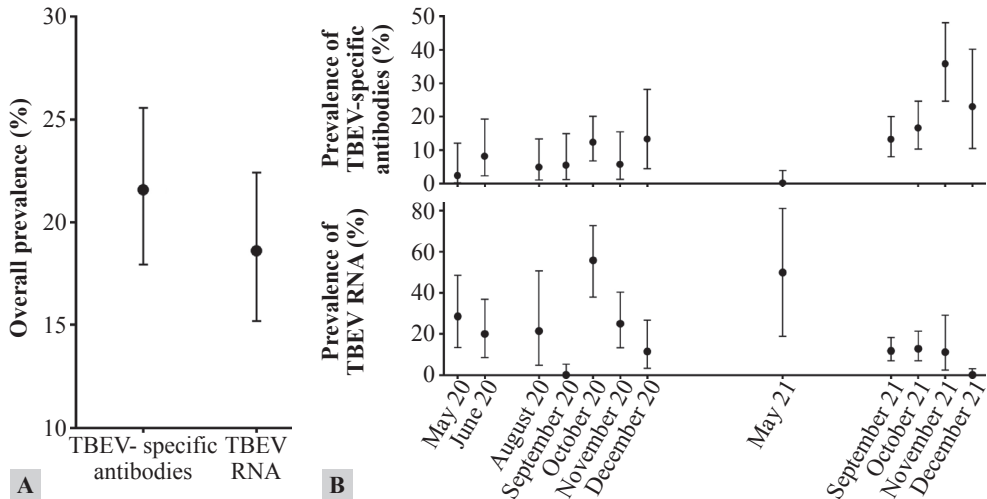 Overall prevalence (%)
30
25
20
15
10
TBEV- specific
antibodies
TBEV
RNA
A
Prevalence of
TBEV-specific
antibodies (%)
50
40
30
20
10
0
Prevalence of
TBEV RNA (%)
80
60
40
20
0
May 20
June 20
August 20
September 20
October 20
November 20
December 20
May 21
September 21
October 21
November 21
December 21
B